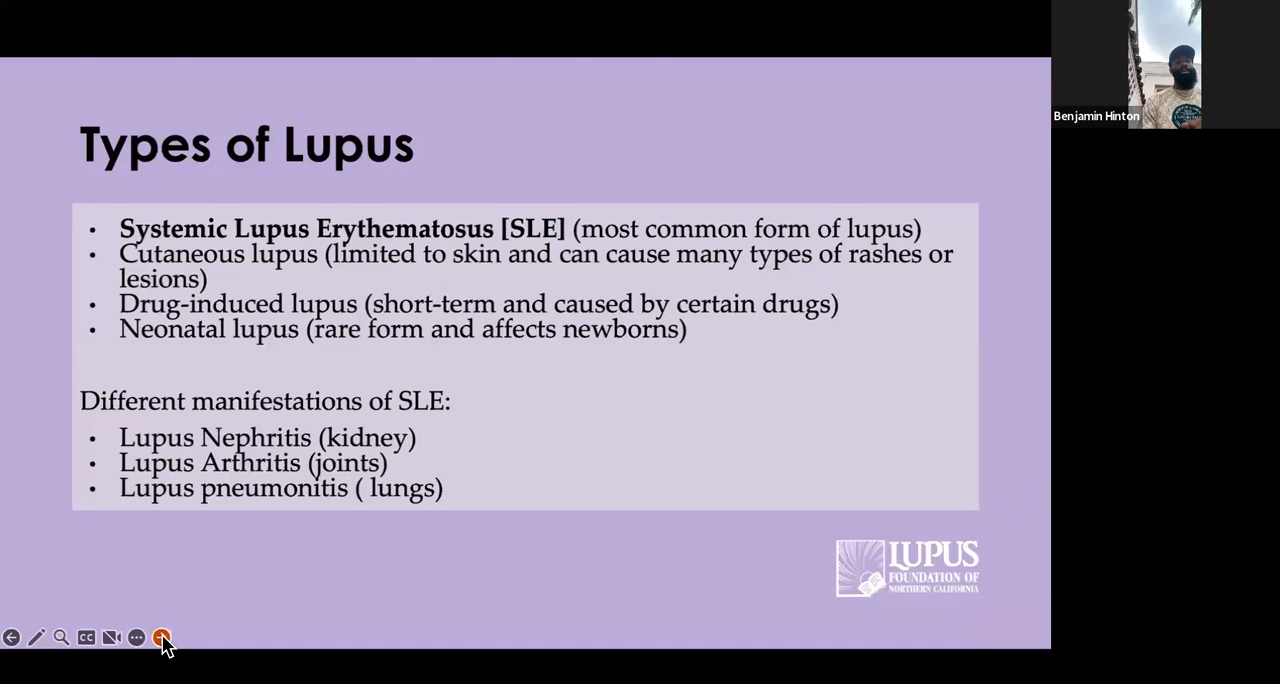 Types of Lupus
• Systemic Lupus Erythematosus [SLE] (most common form of lupus)
• Cutaneous lupus (limited to skin and can cause many types of rashes or
lesions)
• Drug-induced lupus (short-term and caused by certain drugs)
• Neonatal lupus (rare form and affects newborns)
Different manifestations of SLE:
• Lupus Nephritis (kidney)
• Lupus Arthritis (joints)
• Lupus pneumonitis ( lungs)
LUPUS
FOUNDATION OF
NORTHERN CALIFORNIA
CC
Benjamin Hinton